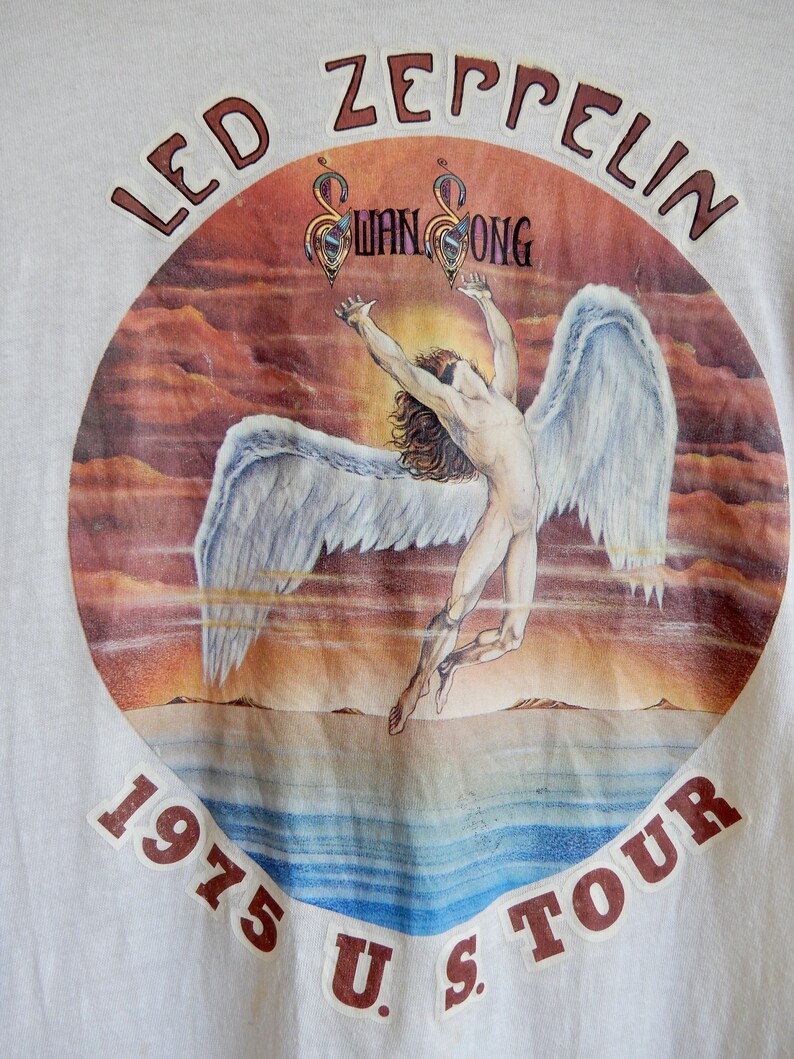 LED ZEPPELIN
SWAN SONG
1975 U.S. TOUR